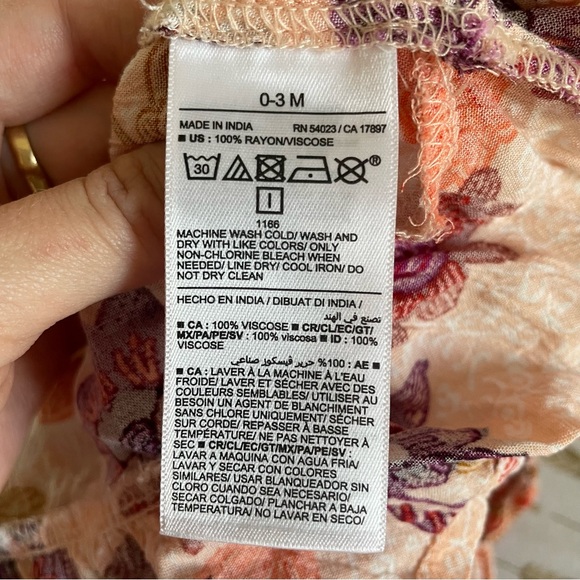 0-3 M
MADE IN INDIA RN 54023 / CA 17897
■ US : 100% RAYON/VISCOSE
30 ®
1166
MACHINE WASH COLD/ WASH AND
DRY WITH LIKE COLORS/ ONLY
NON-CHLORINE BLEACH WHEN
NEEDED/ LINE DRY/ COOL IRON/ DO
NOT DRY CLEAN
HECHO EN INDIA / DIBUAT DI INDIA /
تصنع في الهند
■ CA : 100% VISCOSE ■ CR/CL/EC/GT/
MX/PA/PE/SV : 100% viscosa ■ ID : 100%
VISCOSE
■ AE : 100% حرير فيسكوز صناعي
■ CA : LAVER À LA MACHINE À L'EAU
FROIDE/ LAVER ET SÉCHER AVEC DES
COULEURS SEMBLABLES/ UTILISER AU
BESOIN UN AGENT DE BLANCHIMENT
SANS CHLORE UNIQUEMENT/ SÉCHER
SUR CORDE/ REPASSER À BASSE
TEMPÉRATURE/ NE PAS NETTOYER À
SEC ■ CR/CL/EC/GT/MX/PA/PE/SV :
LAVAR A MAQUINA CON AGUA FRIA/
LAVAR Y SECAR CON COLORES
SIMILARES/ USAR BLANQUEADOR SIN
CLORO CUANDO SEA NECESARIO/
SECAR COLGADO/ PLANCHAR A BAJA
TEMPERATURA/ NO LAVAR EN SECO/